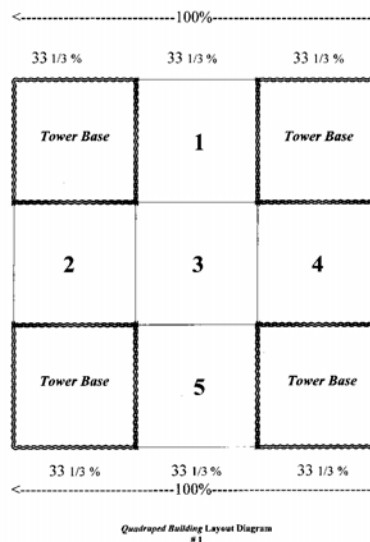 <-------------------------100%-------------------------
33 1/3 % 33 1/3 % 33 1/3 %
Tower Base 1 Tower Base
2 3 4
Tower Base 5 Tower Base
33 1/3 % 33 1/3 % 33 1/3 %
<-------------------------100%-------------------------
Quadruped Building Layout Diagram
#1